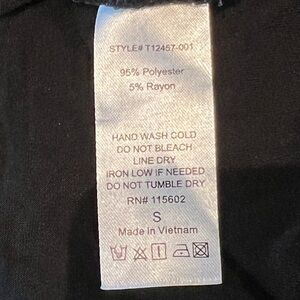 STYLE# T12457-001
95% Polyester
5% Rayon
HAND WASH COLD
DO NOT BLEACH
LINE DRY
IRON LOW IF NEEDED
DO NOT TUMBLE DRY
RN# 115602
S
Made in Vietnam